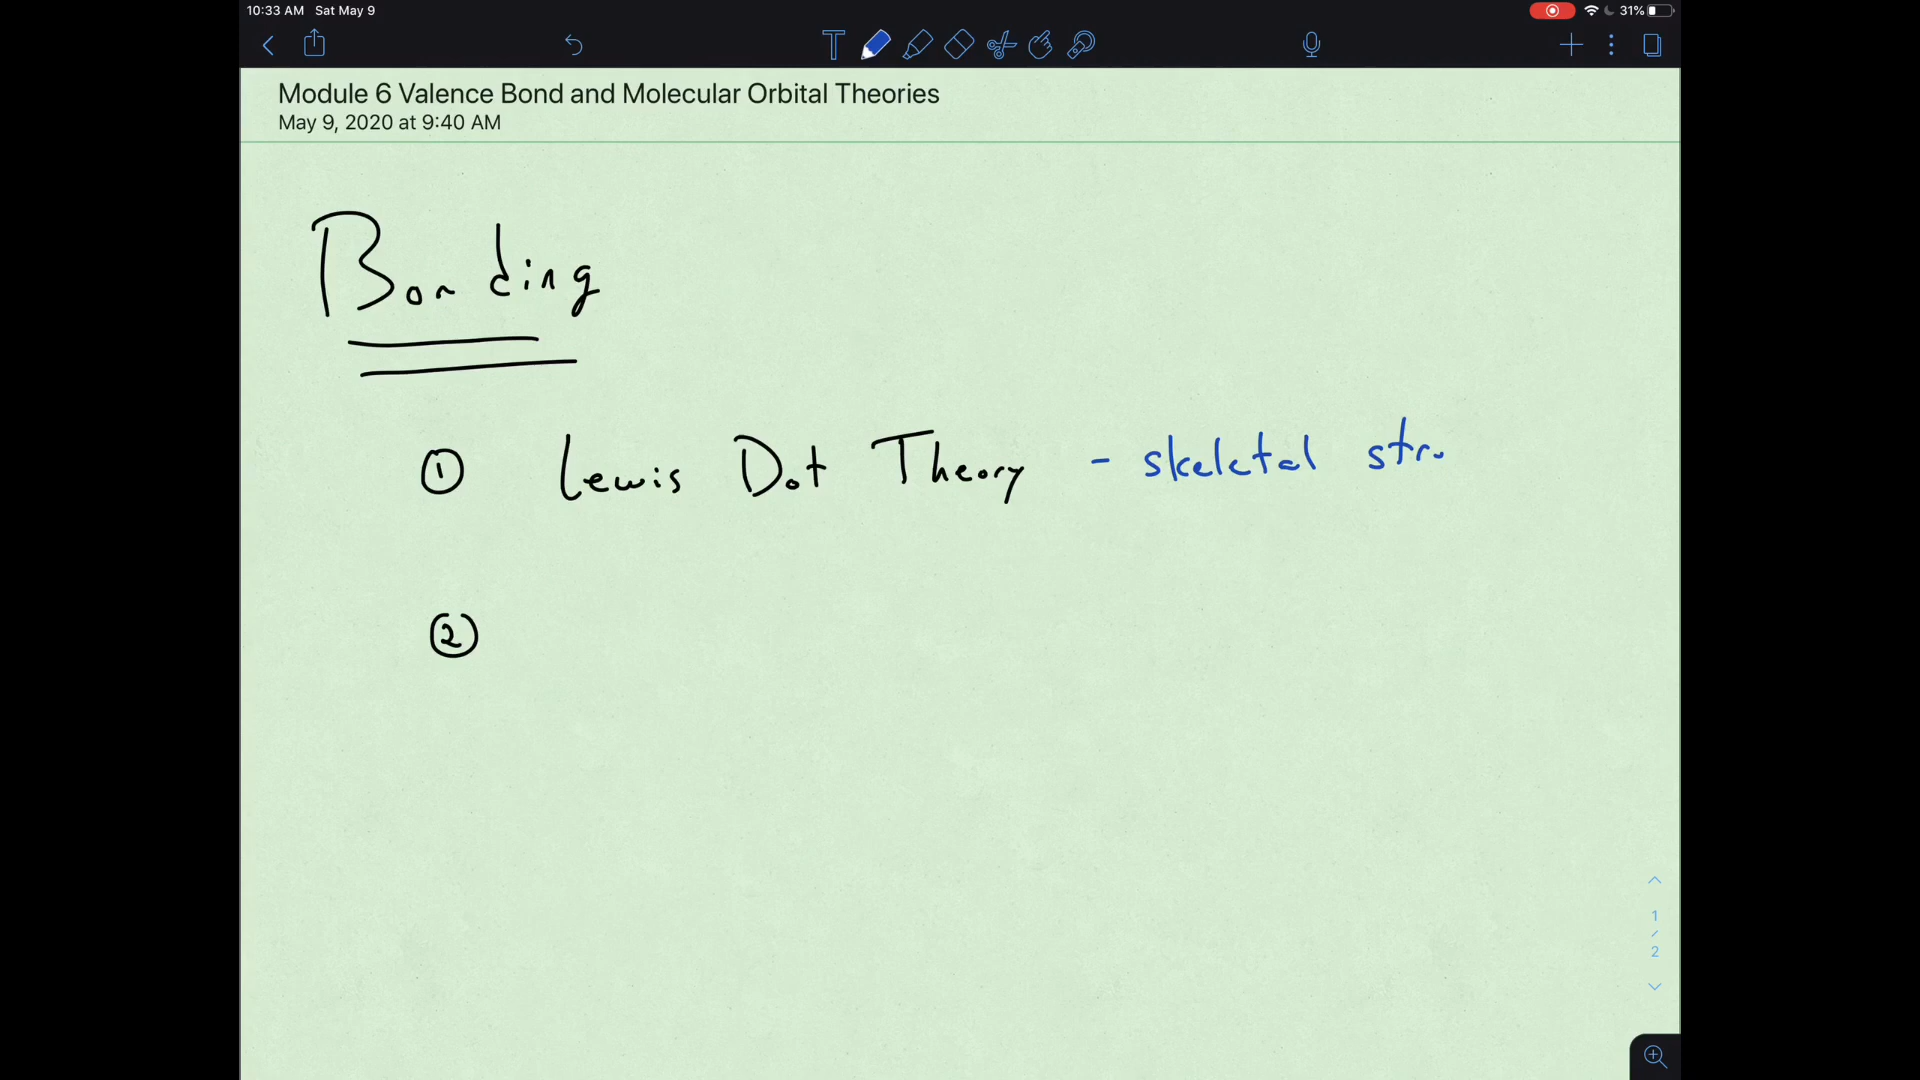 10:33 AM Sat May 9
31%
Module 6 Valence Bond and Molecular Orbital Theories
May 9, 2020 at 9:40 AM
Bonding
① Lewis Dot Theory - skeletal str
②
1
/
2